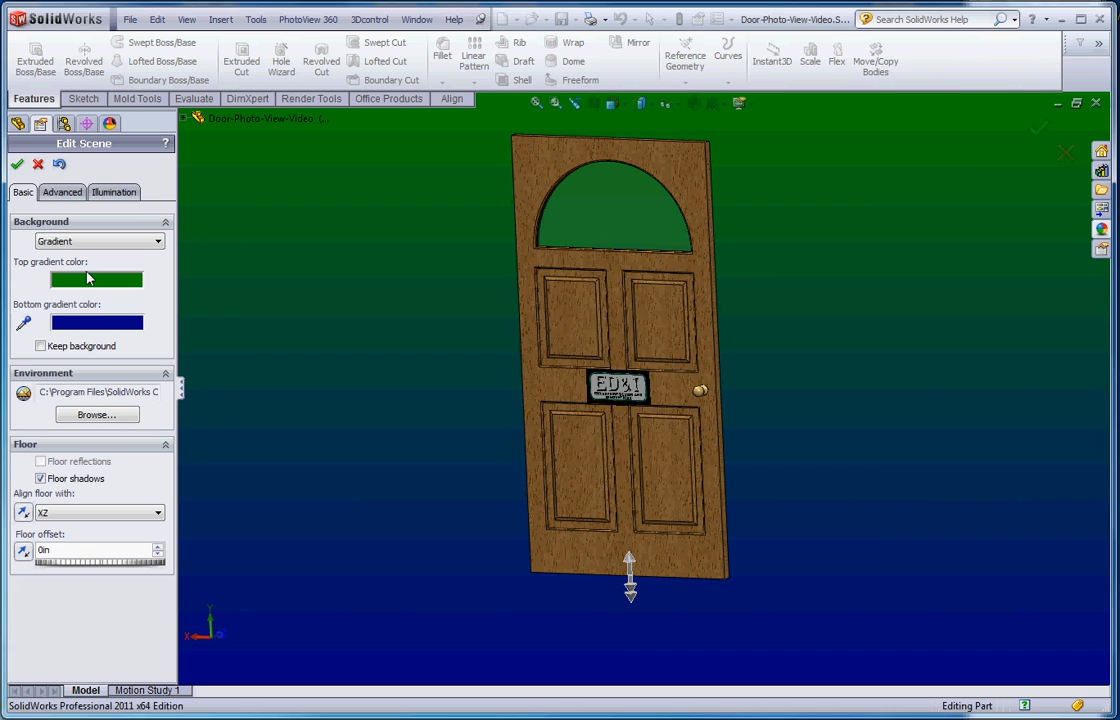 SolidWorks File Edit View Insert Tools PhotoView 360 3Dcontrol Window Help Door-Photo-View-Video.S... Search SolidWorks Help
Extruded Boss/Base Revolved Boss/Base Swept Boss/Base Lofted Boss/Base Boundary Boss/Base Extruded Cut Hole Wizard Revolved Cut Swept Cut Lofted Cut Boundary Cut Fillet Linear Pattern Rib Draft Shell Wrap Dome Freeform Mirror Reference Geometry Curves Instant3D Scale Flex Move/Copy Bodies
Features Sketch Mold Tools Evaluate DimXpert Render Tools Office Products Align
Door-Photo-View-Video (...
Edit Scene ?
Basic Advanced Illumination
Background
Gradient
Top gradient color:
Bottom gradient color:
Keep background
Environment
C:\Program Files\SolidWorks C
Browse...
Floor
Floor reflections
Floor shadows
Align floor with:
XZ
Floor offset:
0in
ED&I
Y
X
Model Motion Study 1
SolidWorks Professional 2011 x64 Edition Editing Part